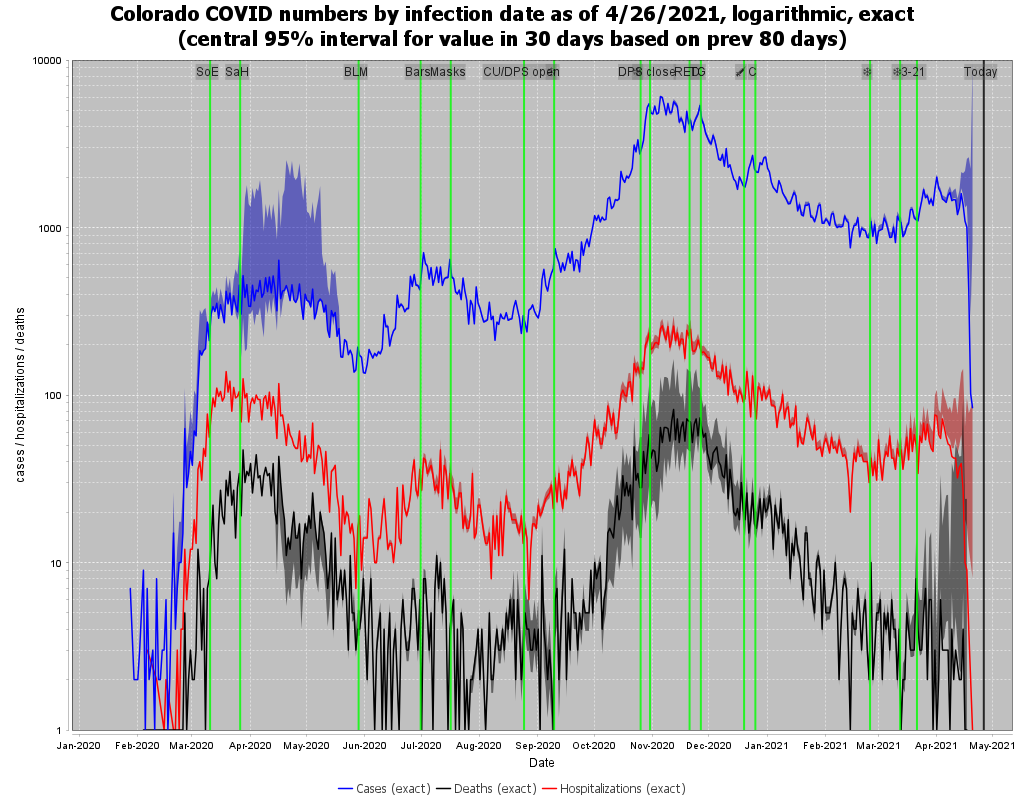 Colorado COVID numbers by infection date as of 4/26/2021, logarithmic, exact
(central 95% interval for value in 30 days based on prev 80 days)
10000
SoE SaH BLM Bars Masks CU/DPS open DPS close RED TG C 3-21 Today
1000
100
10
1
cases / hospitalizations / deaths
Jan-2020 Feb-2020 Mar-2020 Apr-2020 May-2020 Jun-2020 Jul-2020 Aug-2020 Sep-2020 Oct-2020 Nov-2020 Dec-2020 Jan-2021 Feb-2021 Mar-2021 Apr-2021 May-2021
Date
Cases (exact) Deaths (exact) Hospitalizations (exact)